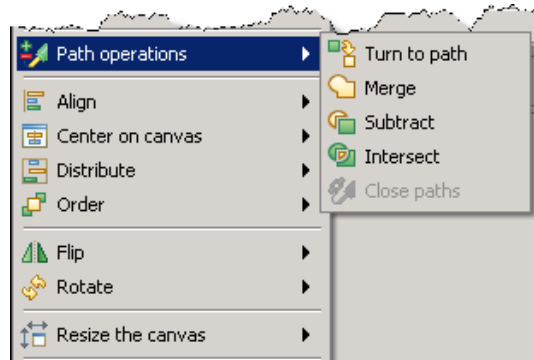 Path operations
Align
Center on canvas
Distribute
Order
Flip
Rotate
Resize the canvas
Turn to path
Merge
Subtract
Intersect
Close paths